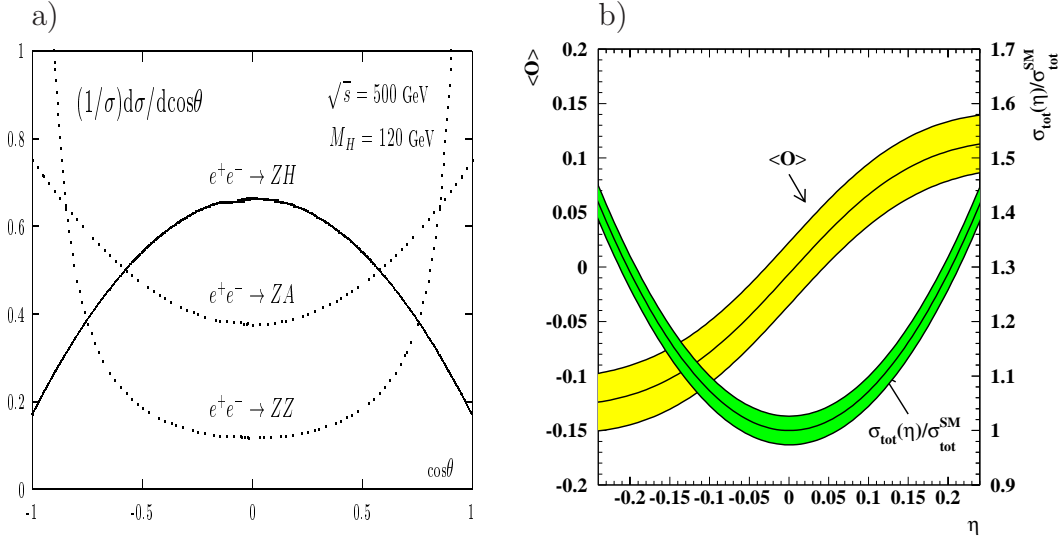 a)
1
0.8
0.6
0.4
0.2
0
-1
-0.5
0
0.5
1
(1/σ)dσ/dcosθ
√s = 500 GeV
M_H = 120 GeV
e⁺e⁻ → ZH
e⁺e⁻ → ZA
e⁺e⁻ → ZZ
cosθ
b)
<O>
0.2
0.15
0.1
0.05
0
-0.05
-0.1
-0.15
-0.2
-0.2
-0.15
-0.1
-0.05
0
0.05
0.1
0.15
0.2
η
1.7
1.6
1.5
1.4
1.3
1.2
1.1
1
0.9
σ_tot(η)/σ_tot^SM
<O>
σ_tot(η)/σ_tot^SM